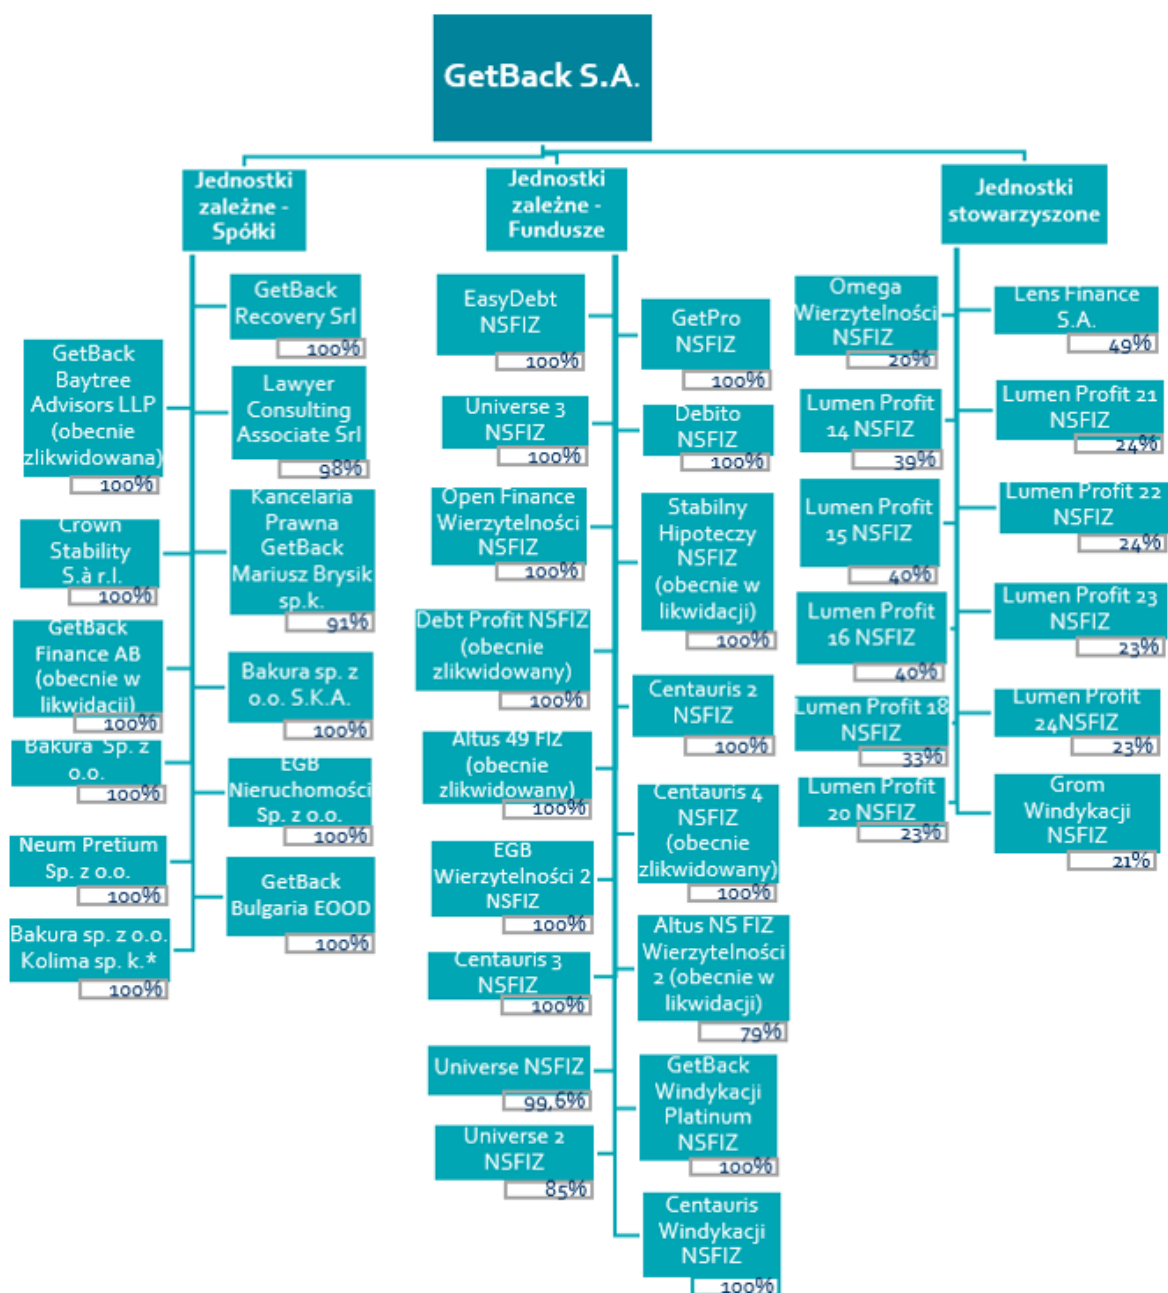 GetBack S.A.
Jednostki
zależne -
Spółki
GetBack
Recovery Srl
100%
GetBack
Baytree
Advisors LLP
(obecnie
zlikwidowana)
100%
Lawyer
Consulting
Associate Srl
98%
Crown
Stability
S.à r.l.
100%
Kancelaria
Prawna
GetBack
Mariusz Brysik
sp.k.
91%
GetBack
Finance AB
(obecnie w
likwidacji)
100%
Bakura sp. z
o.o. S.K.A.
100%
Bakura Sp. z
o.o.
100%
EGB
Nieruchomości
Sp. z o.o.
100%
Neum Pretium
Sp. z o.o.
100%
GetBack
Bulgaria EOOD
100%
Bakura sp. z o.o.
Kolima sp. k.*
100%
Jednostki
zależne -
Fundusze
EasyDebt
NSFIZ
100%
GetPro
NSFIZ
100%
Universe 3
NSFIZ
100%
Debito
NSFIZ
100%
Open Finance
Wierzytelności
NSFIZ
100%
Stabilny
Hipoteczy
NSFIZ
(obecnie w
likwidacji)
100%
Debt Profit NSFIZ
(obecnie
zlikwidowany)
100%
Centauris 2
NSFIZ
100%
Altus 49 FIZ
(obecnie
zlikwidowany)
100%
Centauris 4
NSFIZ
(obecnie
zlikwidowany)
100%
EGB
Wierzytelności 2
NSFIZ
100%
Altus NS FIZ
Wierzytelności
2 (obecnie w
likwidacji)
79%
Centauris 3
NSFIZ
100%
Universe NSFIZ
99,6%
GetBack
Windykacji
Platinum
NSFIZ
100%
Universe 2
NSFIZ
85%
Centauris
Windykacji
NSFIZ
100%
Jednostki
stowarzyszone
Omega
Wierzytelności
NSFIZ
20%
Lens Finance
S.A.
49%
Lumen Profit
14 NSFIZ
39%
Lumen Profit 21
NSFIZ
24%
Lumen Profit
15 NSFIZ
40%
Lumen Profit 22
NSFIZ
24%
Lumen Profit
16 NSFIZ
40%
Lumen Profit 23
NSFIZ
23%
Lumen Profit 18
NSFIZ
33%
Lumen Profit
24NSFIZ
23%
Lumen Profit
20 NSFIZ
23%
Grom
Windykacji
NSFIZ
21%